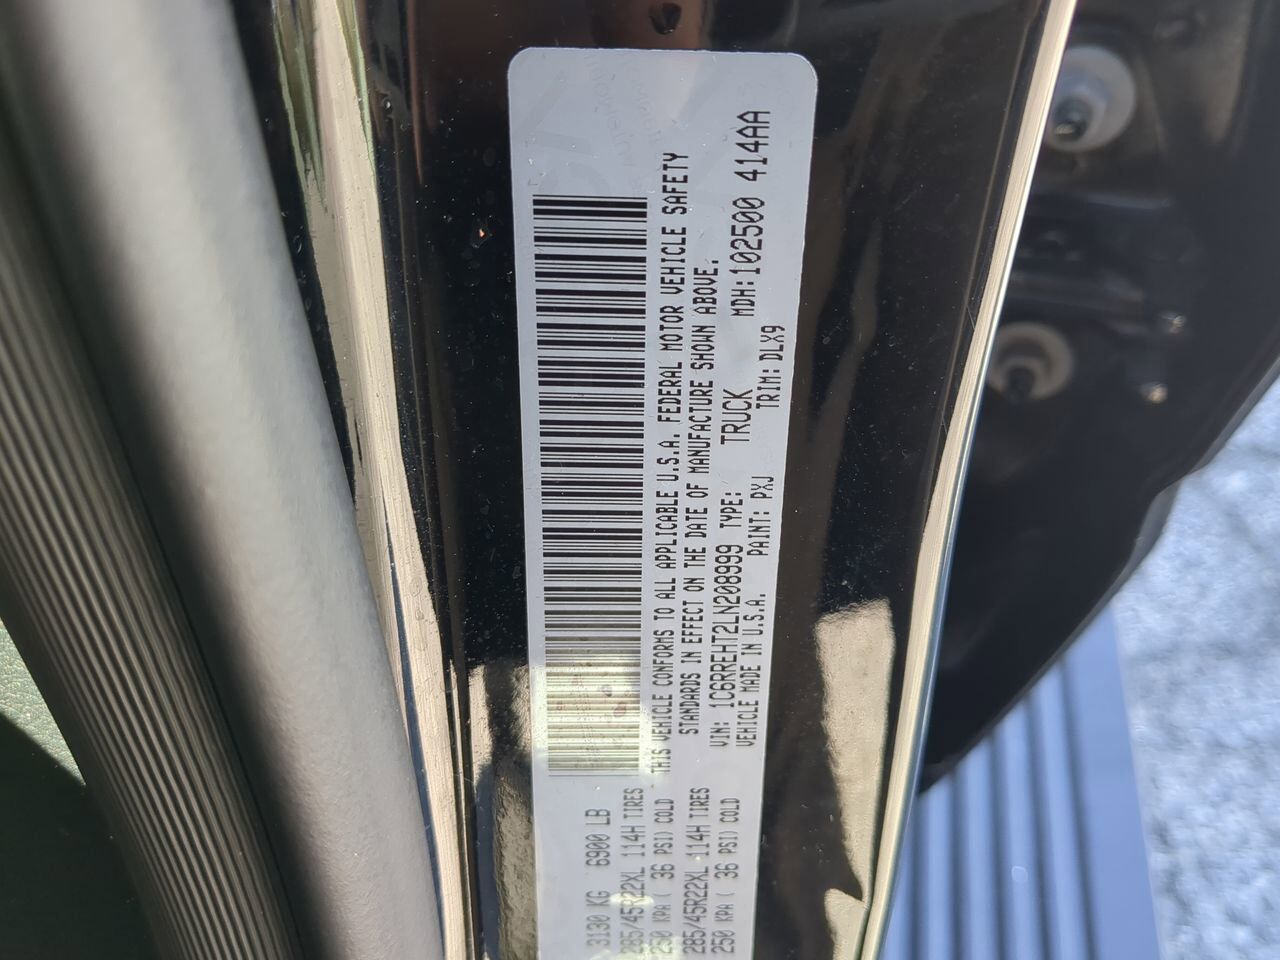 3130 KG 6900 LB
285/45R22XL 114H TIRES
250 KPA ( 36 PSI) COLD
285/45R22XL 114H TIRES
250 KPA ( 36 PSI) COLD
THIS VEHICLE CONFORMS TO ALL APPLICABLE U.S.A. FEDERAL MOTOR VEHICLE SAFETY
STANDARDS IN EFFECT ON THE DATE OF MANUFACTURE SHOWN ABOVE.
VIN: 1C6RREHT2LN208999 TYPE: TRUCK MDH:102500 414AA
VEHICLE MADE IN U.S.A. PAINT: PXJ TRIM: DLX9